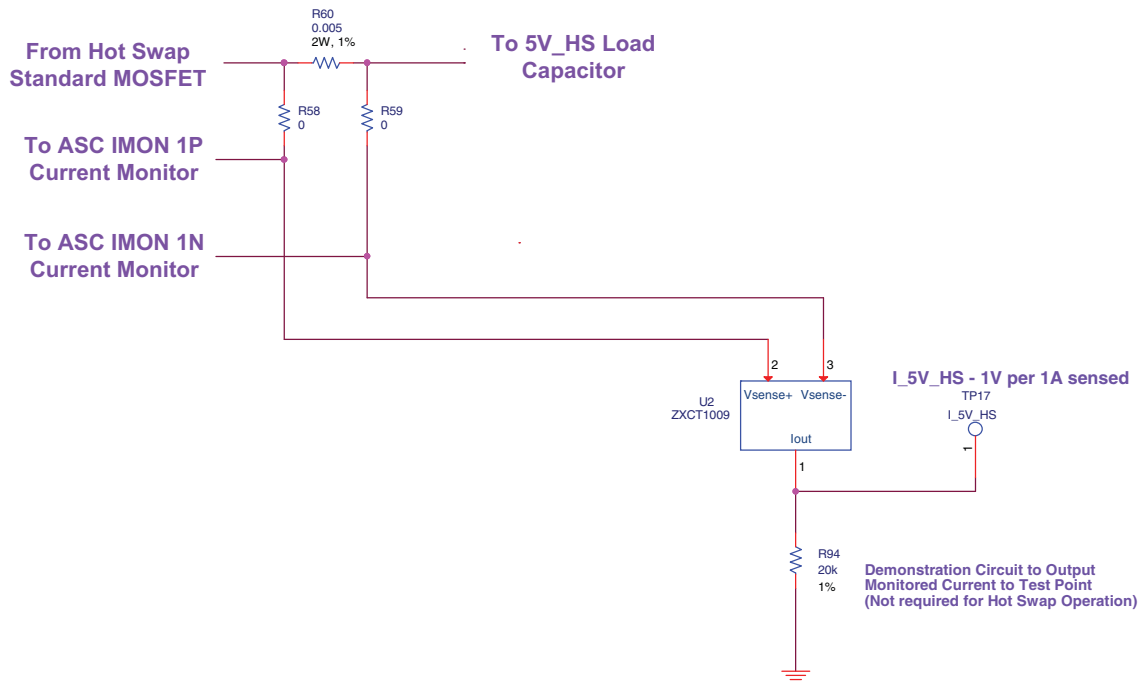 R60
0.005
2W, 1%
From Hot Swap
Standard MOSFET
To 5V_HS Load
Capacitor
R58
0
R59
0
To ASC IMON 1P
Current Monitor
To ASC IMON 1N
Current Monitor
2
3
I_5V_HS - 1V per 1A sensed
TP17
I_5V_HS
1
U2
ZXCT1009
Vsense+ Vsense-
Iout
1
R94
20k
1%
Demonstration Circuit to Output
Monitored Current to Test Point
(Not required for Hot Swap Operation)